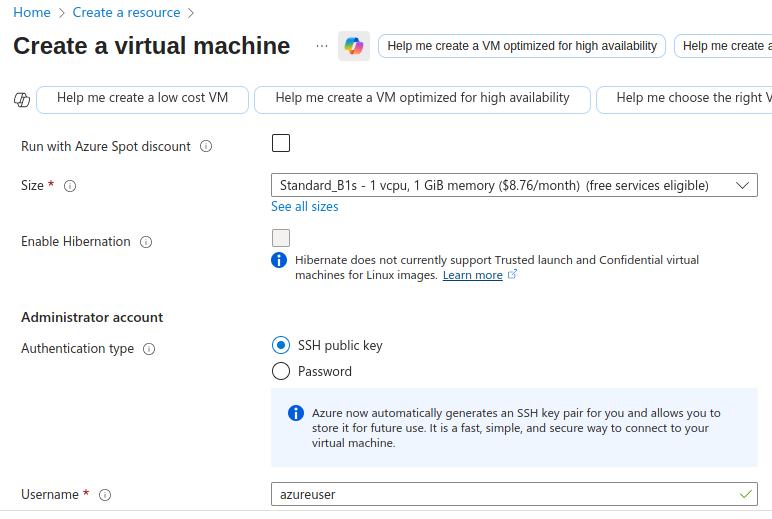 Home > Create a resource >
Create a virtual machine ... Help me create a VM optimized for high availability Help me create a
Help me create a low cost VM Help me create a VM optimized for high availability Help me choose the right V
Run with Azure Spot discount
Size * Standard_B1s - 1 vcpu, 1 GiB memory ($8.76/month) (free services eligible)
See all sizes
Enable Hibernation
Hibernate does not currently support Trusted launch and Confidential virtual
machines for Linux images. Learn more
Administrator account
Authentication type SSH public key
Password
Azure now automatically generates an SSH key pair for you and allows you to
store it for future use. It is a fast, simple, and secure way to connect to your
virtual machine.
Username * azureuser